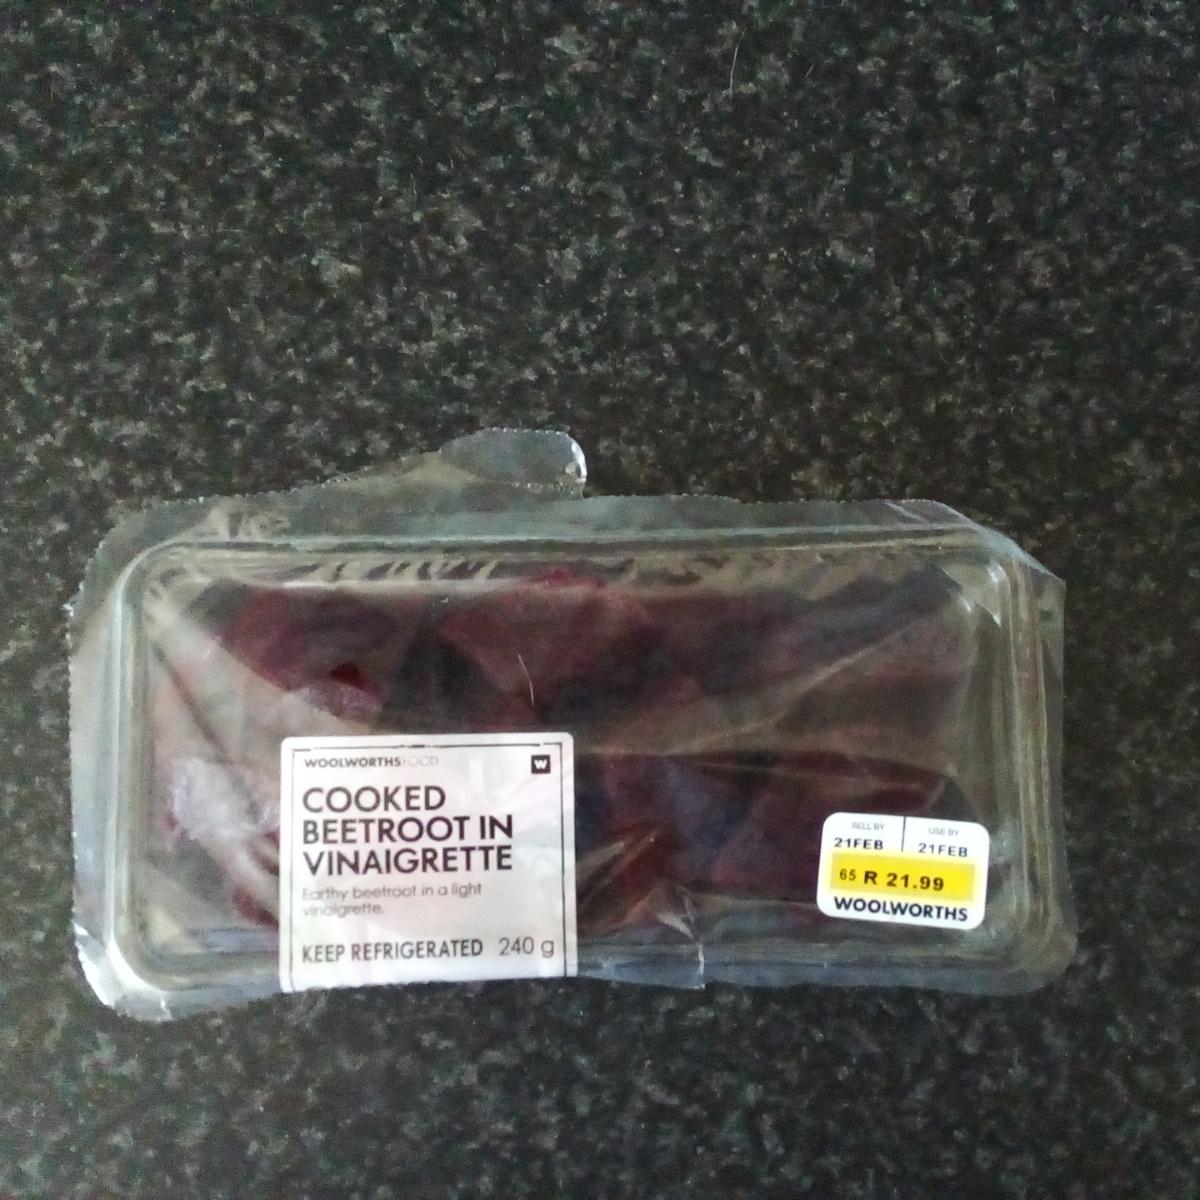 WOOLWORTHSFOOD W
COOKED
BEETROOT IN
VINAIGRETTE
Earthy beetroot in a light
vinaigrette.
KEEP REFRIGERATED 240 g
SELL BY USE BY
21FEB 21FEB
65 R 21.99
WOOLWORTHS